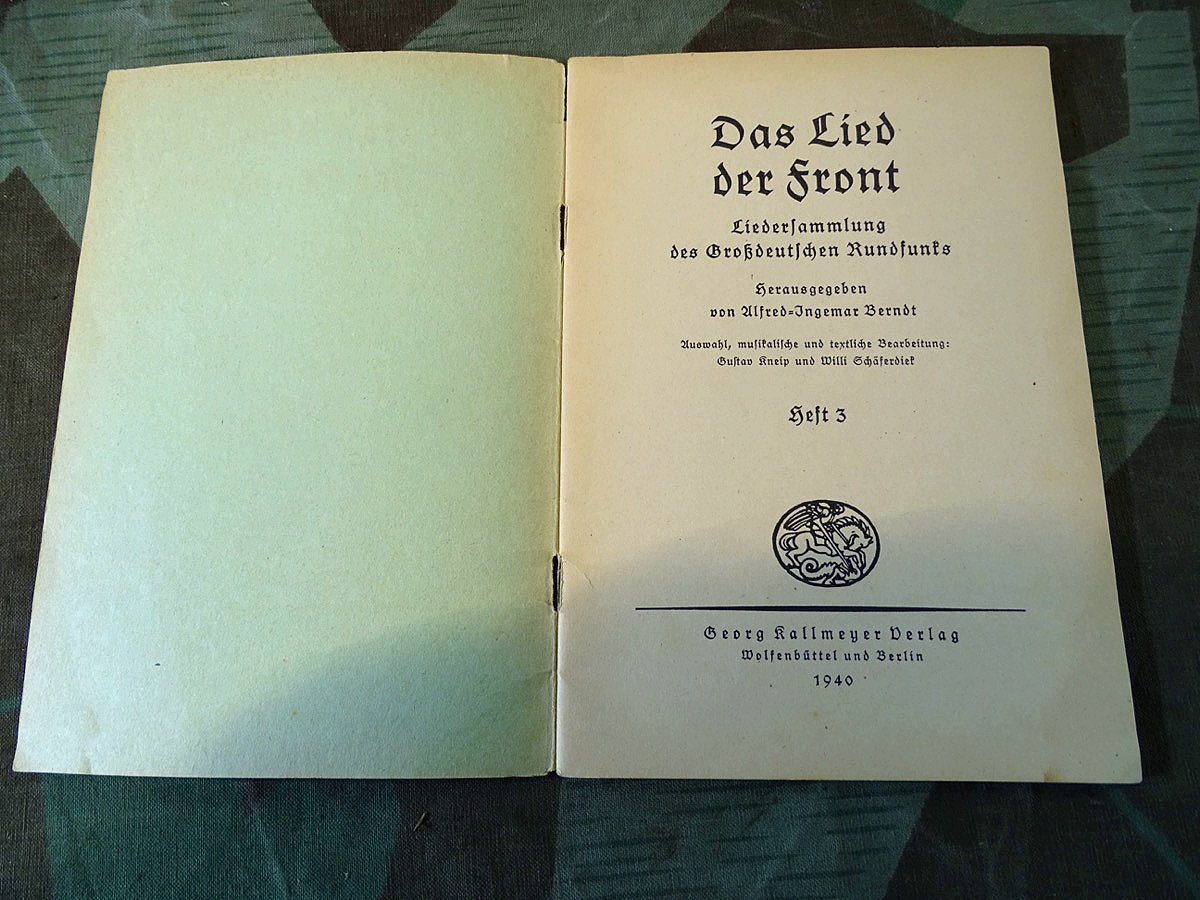 Das Lied
der Front
Liederſammlung
des Großdeutſchen Rundfunks
Herausgegeben
von Alfred=Ingemar Berndt
Auswahl, muſikaliſche und textliche Bearbeitung:
Guſtav Kneip und Willi Schäferdiek
Heft 3
Georg Kallmeyer Verlag
Wolfenbüttel und Berlin
1940